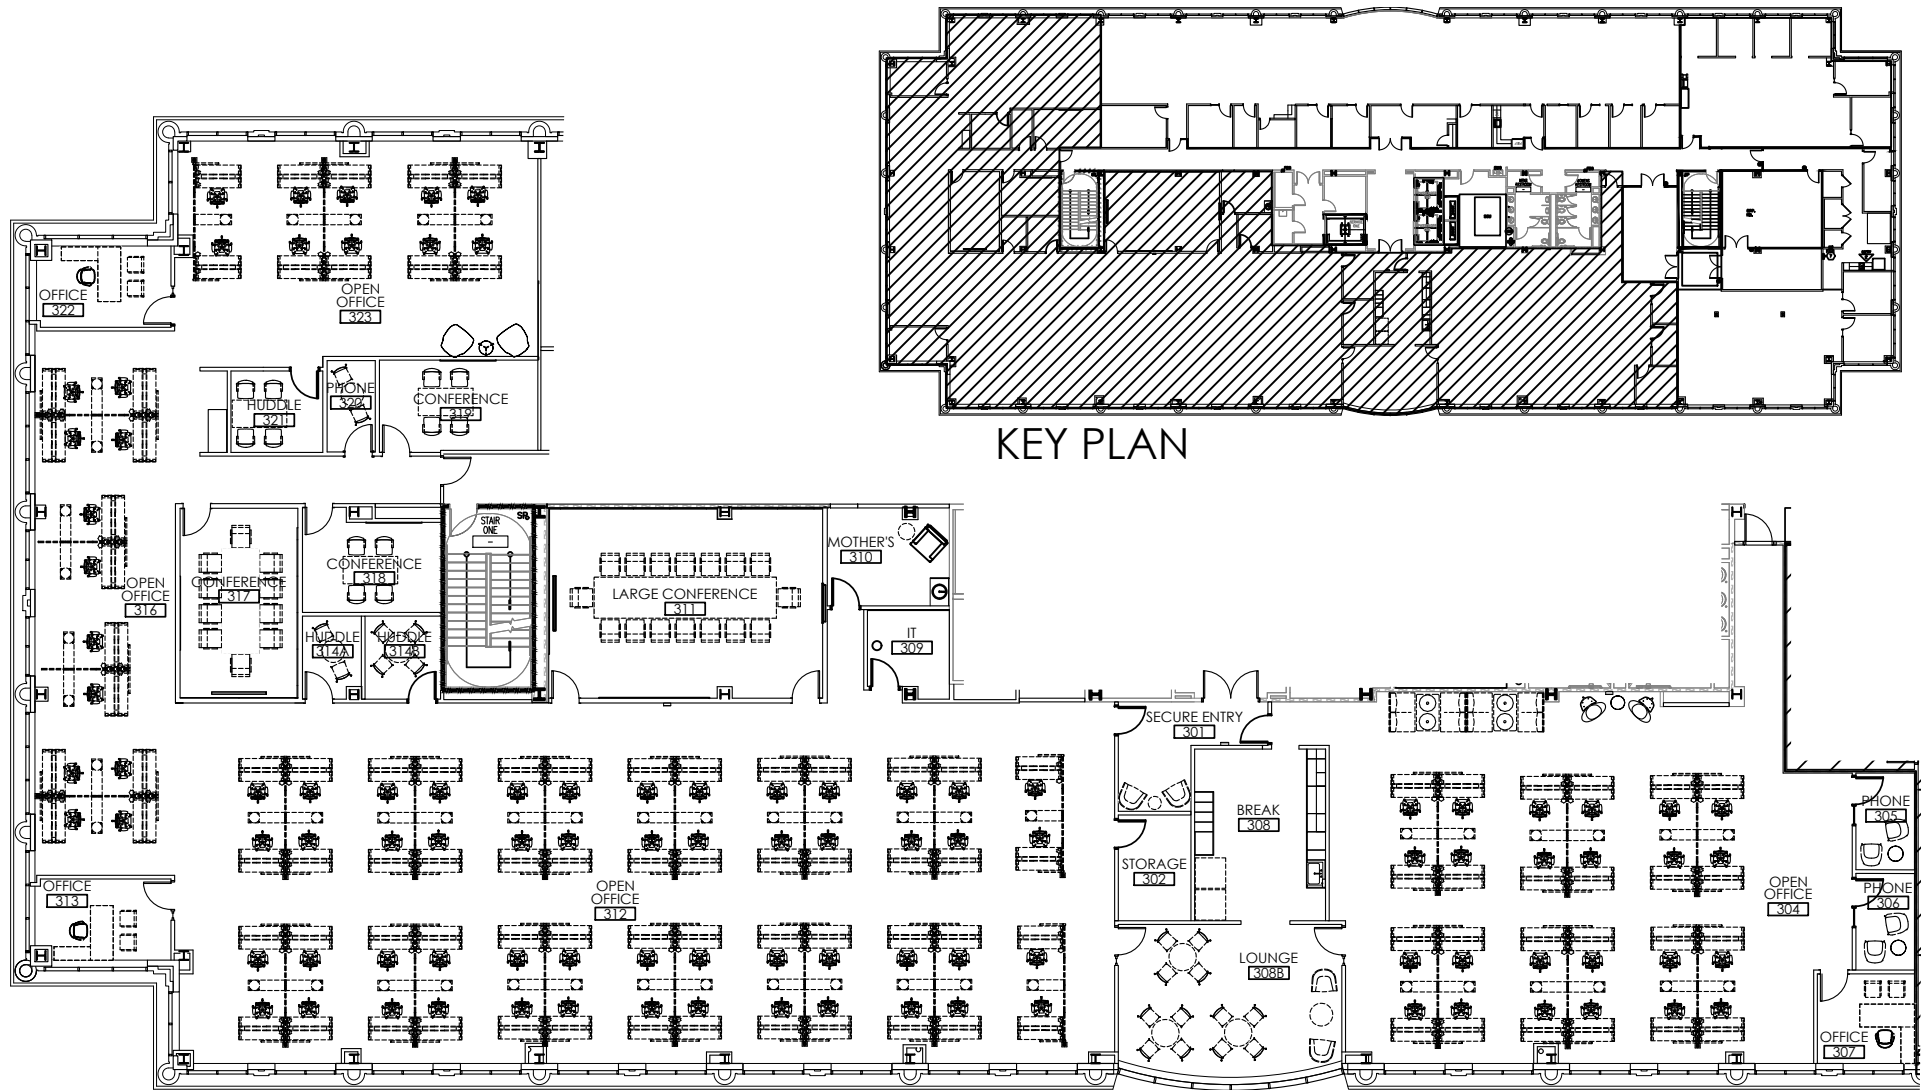 KEY PLAN
OFFICE
322
OPEN
OFFICE
323
HUDDLE
321
PHONE
320
CONFERENCE
319
OPEN
OFFICE
316
CONFERENCE
317
CONFERENCE
318
HUDDLE
314A
HUDDLE
314B
STAIR
ONE
LARGE CONFERENCE
311
MOTHER'S
310
IT
309
SECURE ENTRY
301
BREAK
308
STORAGE
302
LOUNGE
308B
OFFICE
313
OPEN
OFFICE
312
OPEN
OFFICE
304
PHONE
305
PHONE
306
OFFICE
307